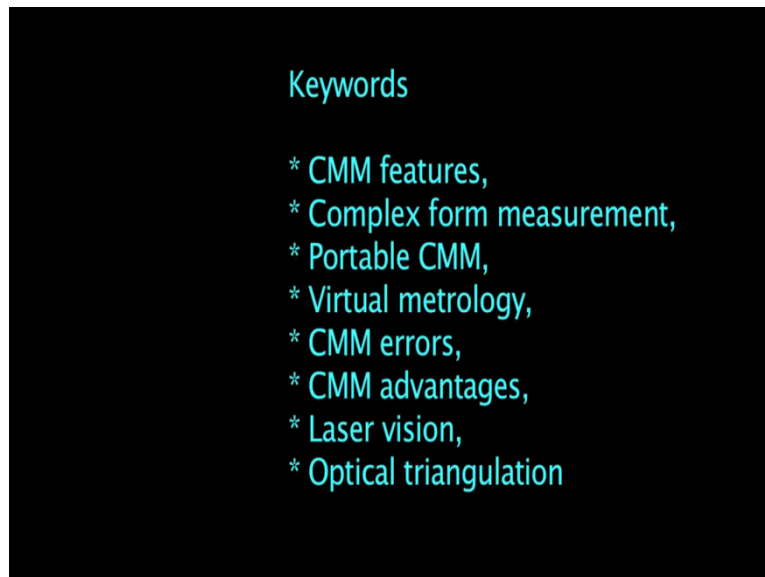 Keywords
* CMM features,
* Complex form measurement,
* Portable CMM,
* Virtual metrology,
* CMM errors,
* CMM advantages,
* Laser vision,
* Optical triangulation